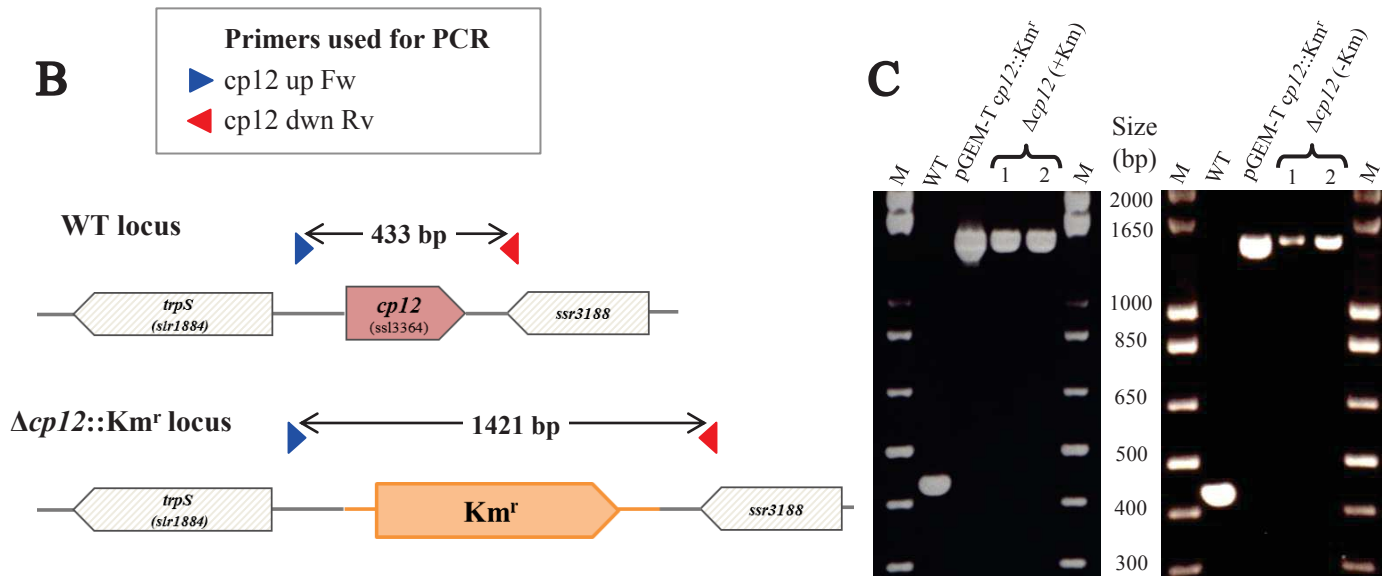 B
Primers used for PCR
cp12 up Fw
cp12 dwn Rv
WT locus
433 bp
trpS
(slr1884)
cp12
(ssl3364)
ssr3188
Δcp12::Kmʳ locus
1421 bp
trpS
(slr1884)
Kmʳ
ssr3188
C
M
WT
pGEM-T cp12::Kmʳ
Δcp12 (+Km)
1 2
M
Size
(bp)
M
WT
pGEM-T cp12::Kmʳ
Δcp12 (-Km)
1 2
M
2000
1650
1000
850
650
500
400
300